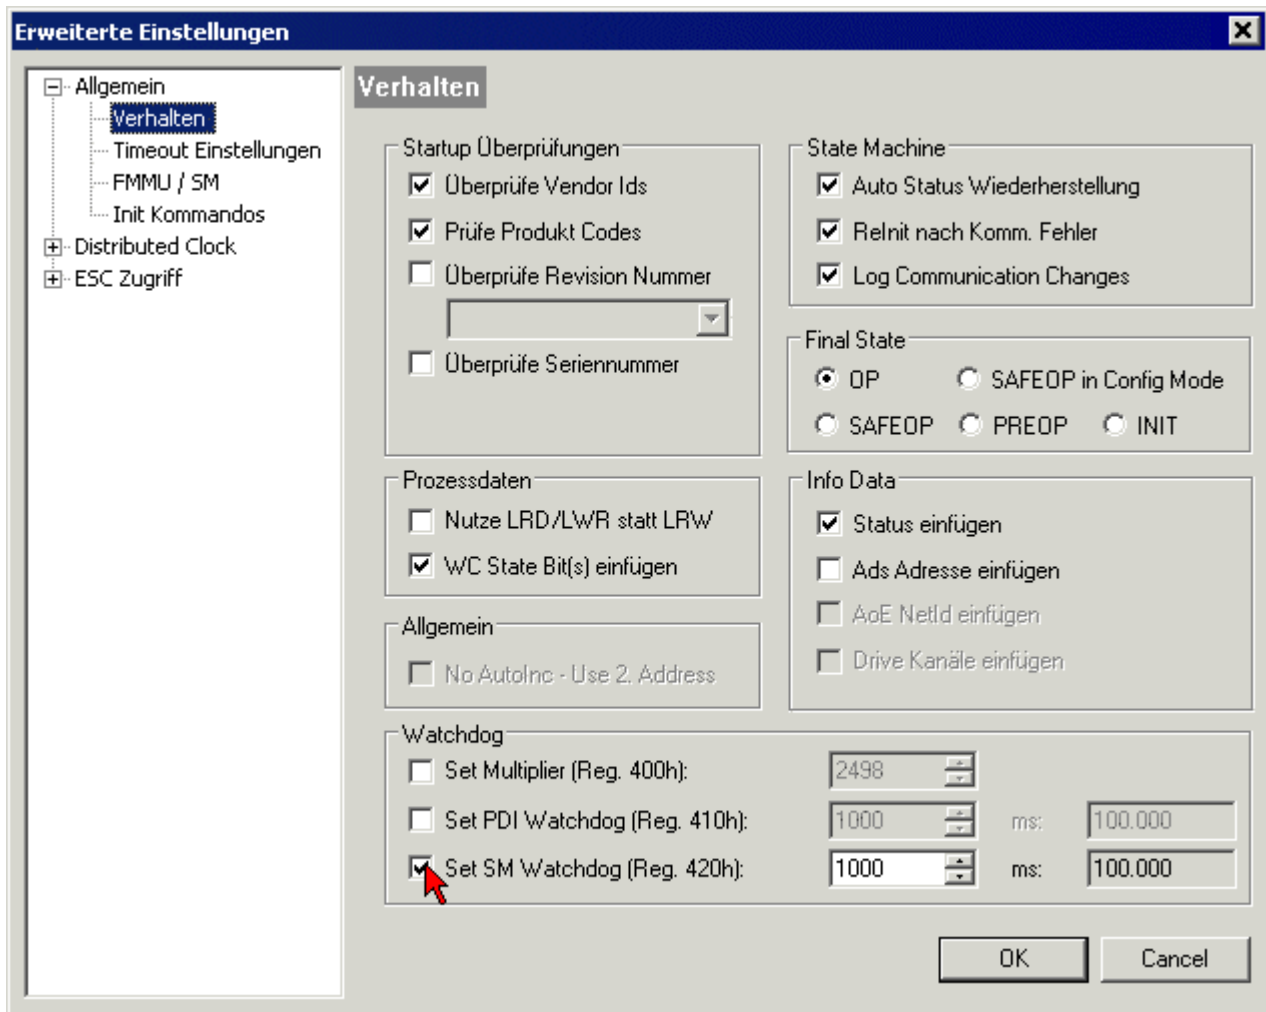 Erweiterte Einstellungen
Allgemein
Verhalten
Timeout Einstellungen
FMMU / SM
Init Kommandos
Distributed Clock
ESC Zugriff
Verhalten
Startup Überprüfungen
Überprüfe Vendor Ids
Prüfe Produkt Codes
Überprüfe Revision Nummer
Überprüfe Seriennummer
State Machine
Auto Status Wiederherstellung
ReInit nach Komm. Fehler
Log Communication Changes
Final State
OP SAFEOP in Config Mode
SAFEOP PREOP INIT
Prozessdaten
Nutze LRD/LWR statt LRW
WC State Bit(s) einfügen
Info Data
Status einfügen
Ads Adresse einfügen
AoE NetId einfügen
Drive Kanäle einfügen
Allgemein
No AutoInc - Use 2. Address
Watchdog
Set Multiplier (Reg. 400h): 2498
Set PDI Watchdog (Reg. 410h): 1000 ms: 100.000
Set SM Watchdog (Reg. 420h): 1000 ms: 100.000
OK Cancel